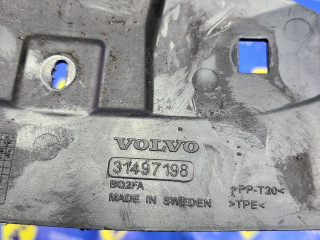 VOLVO
31497198
BQ2FA
MADE IN SWEDEN
>PP-T20<
>TPE<